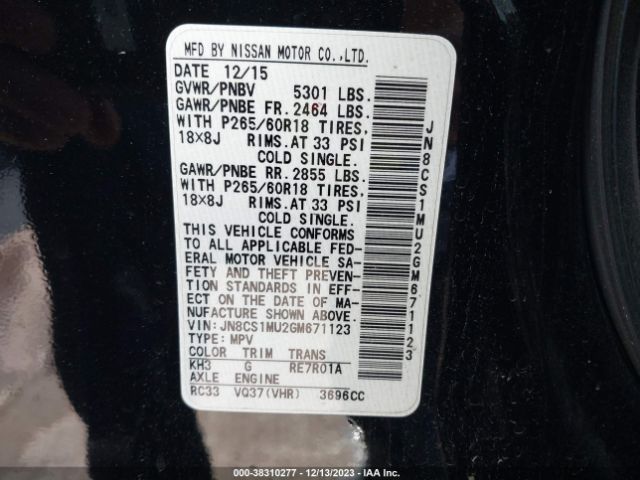 MFD BY NISSAN MOTOR CO.,LTD.
DATE 12/15
GVWR/PNBV 5301 LBS.
GAWR/PNBE FR. 2464 LBS.
WITH P265/60R18 TIRES,
18X8J RIMS.AT 33 PSI
COLD SINGLE.
GAWR/PNBE RR. 2855 LBS.
WITH P265/60R18 TIRES,
18X8J RIMS.AT 33 PSI
COLD SINGLE.
THIS VEHICLE CONFORMS
TO ALL APPLICABLE FED-
ERAL MOTOR VEHICLE SA-
FETY AND THEFT PREVEN-
TION STANDARDS IN EFF-
ECT ON THE DATE OF MA-
NUFACTURE SHOWN ABOVE.
VIN:JN8CS1MU2GM671123
TYPE: MPV
COLOR TRIM TRANS
KH3 G RE7R01A
AXLE ENGINE
RC33 VQ37(VHR) 3696CC
JN8CS1MU2GM671123
000-38310277 - 12/13/2023 - IAA Inc.